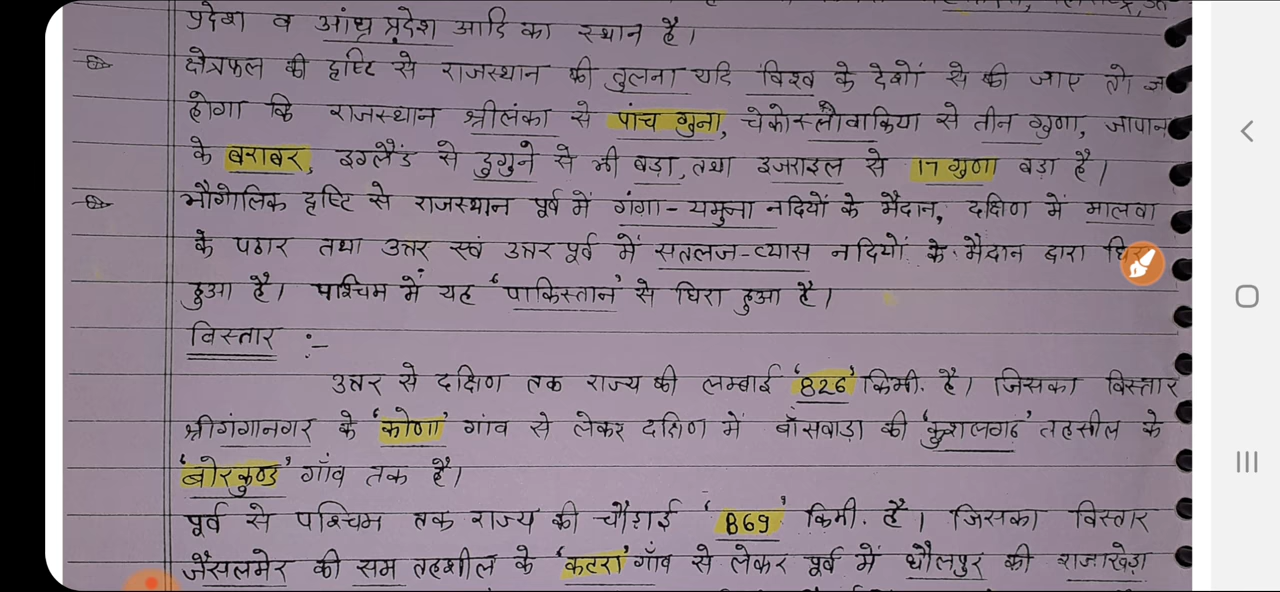 प्रदेश व आंध्र प्रदेश आदि का स्थान है।
क्षेत्रफल की दृष्टि से राजस्थान की तुलना यदि विश्व के देशों से की जाए तो
होगा कि राजस्थान श्रीलंका से पांच गुना, चेकोस्लौवाकिया से तीन गुणा, जापान
के बराबर, इंग्लैंड से दुगुने से भी बड़ा, तथा इजराइल से 17 गुणा बड़ा है।
भौगोलिक दृष्टि से राजस्थान पूर्व में गंगा-यमुना नदियों के मैदान, दक्षिण में मालवा
के पठार तथा उत्तर एवं उत्तर पूर्व में सतलज-व्यास नदियों के मैदान द्वारा घिरा
हुआ है। पश्चिम में यह 'पाकिस्तान' से घिरा हुआ है।
विस्तार :-
उत्तर से दक्षिण तक राज्य की लम्बाई '826' किमी. है। जिसका विस्तार
श्रीगंगानगर के 'कोणा' गांव से लेकर दक्षिण में बाँसवाडा की 'कुशलगढ' तहसील के
'बोरकुण्ड' गाँव तक है।
पूर्व से पश्चिम तक राज्य की चौड़ाई '869' किमी. है। जिसका विस्तार
जैसलमेर की सम तहशील के 'कटरा' गाँव से लेकर पूर्व में धौलपुर की राजाखेड़ा